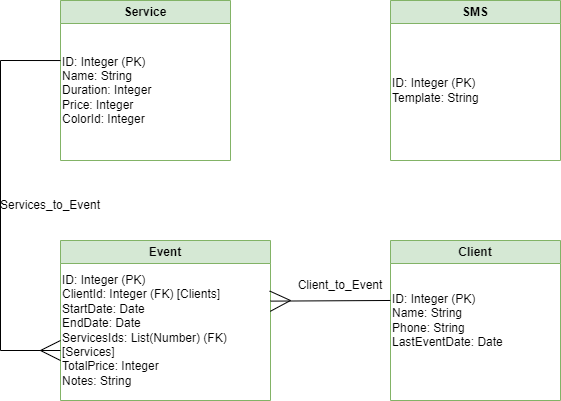 Service
ID: Integer (PK)
Name: String
Duration: Integer
Price: Integer
ColorId: Integer
SMS
ID: Integer (PK)
Template: String
Services_to_Event
Event
ID: Integer (PK)
ClientId: Integer (FK) [Clients]
StartDate: Date
EndDate: Date
ServicesIds: List(Number) (FK)
[Services]
TotalPrice: Integer
Notes: String
Client_to_Event
Client
ID: Integer (PK)
Name: String
Phone: String
LastEventDate: Date